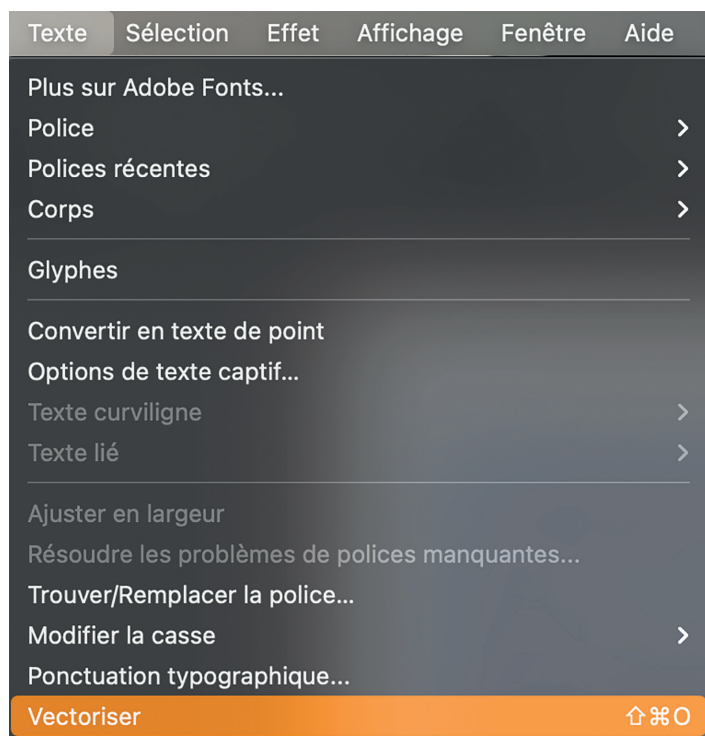 Texte Sélection Effet Affichage Fenêtre Aide
Plus sur Adobe Fonts...
Police
Polices récentes
Corps
Glyphes
Convertir en texte de point
Options de texte captif...
Texte curviligne
Texte lié
Ajuster en largeur
Résoudre les problèmes de polices manquantes...
Trouver/Remplacer la police...
Modifier la casse
Ponctuation typographique...
Vectoriser ⇧⌘O